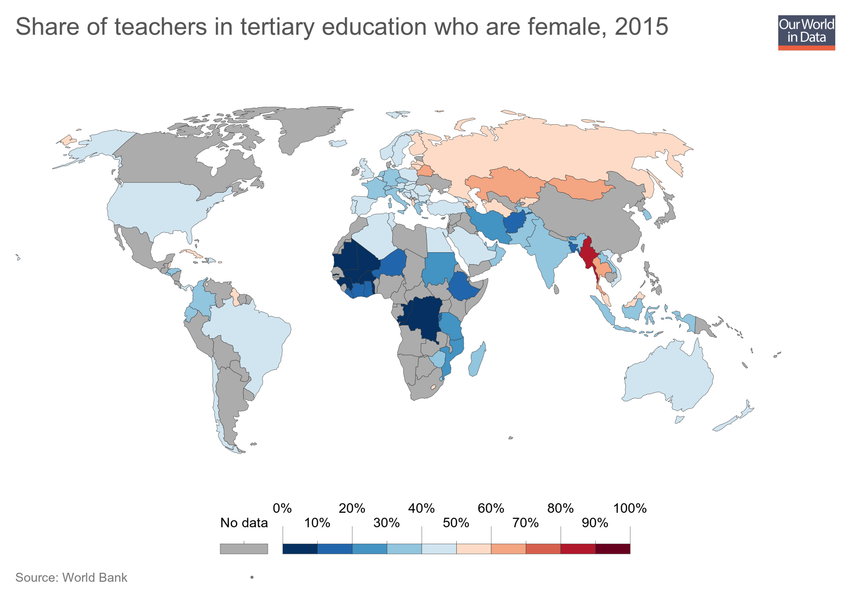 Share of teachers in tertiary education who are female, 2015
Our World
in Data
0% 20% 40% 60% 80% 100%
No data 10% 30% 50% 70% 90%
Source: World Bank